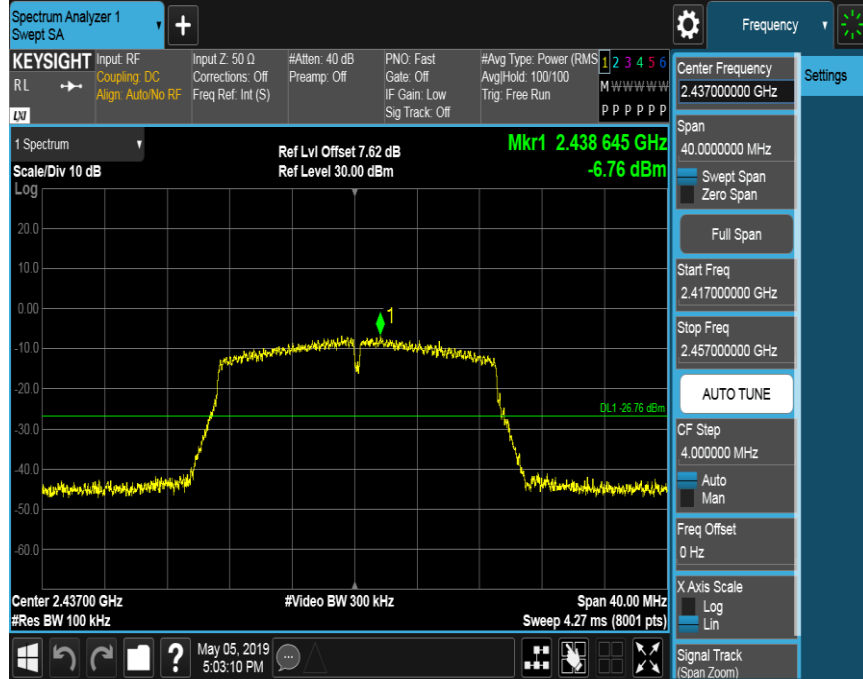 Spectrum Analyzer 1
Swept SA
+
Frequency
KEYSIGHT
RL
LXI
Input: RF
Coupling: DC
Align: Auto/No RF
Input Z: 50 Ω
Corrections: Off
Freq Ref: Int (S)
#Atten: 40 dB
Preamp: Off
PNO: Fast
Gate: Off
IF Gain: Low
Sig Track: Off
#Avg Type: Power (RMS
Avg|Hold: 100/100
Trig: Free Run
1 2 3 4 5 6
M W W W W W
P P P P P P
Center Frequency
2.437000000 GHz
Settings
Span
40.0000000 MHz
Swept Span
Zero Span
Full Span
Start Freq
2.417000000 GHz
Stop Freq
2.457000000 GHz
AUTO TUNE
CF Step
4.000000 MHz
Auto
Man
Freq Offset
0 Hz
X Axis Scale
Log
Lin
Signal Track
(Span Zoom)
1 Spectrum
Scale/Div 10 dB
Log
Ref Lvl Offset 7.62 dB
Ref Level 30.00 dBm
Mkr1 2.438 645 GHz
-6.76 dBm
20.0
10.0
0.00
-10.0
-20.0
-30.0
-40.0
-50.0
-60.0
1
DL1 -26.76 dBm
Center 2.43700 GHz
#Res BW 100 kHz
#Video BW 300 kHz
Span 40.00 MHz
Sweep 4.27 ms (8001 pts)
?
May 05, 2019
5:03:10 PM